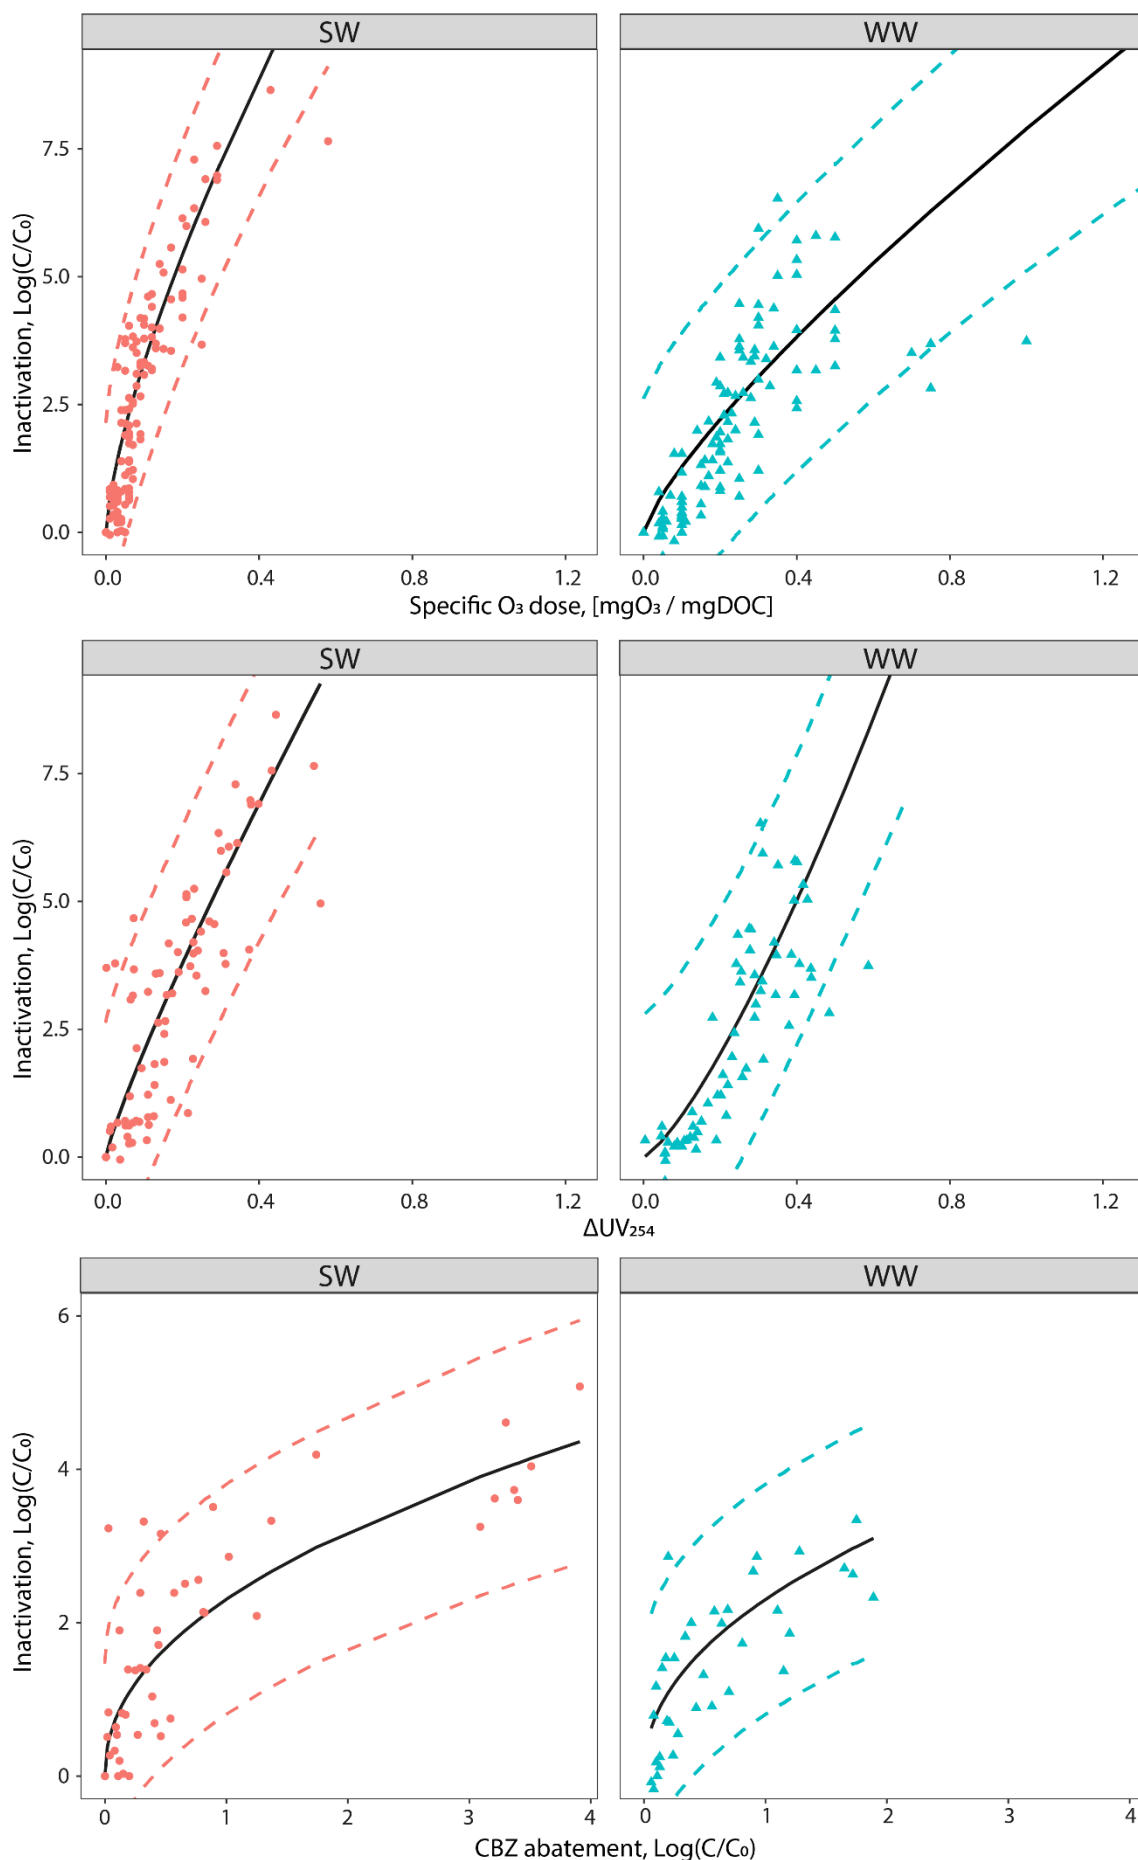 SW WW
Inactivation, Log(C/C₀)
7.5
5.0
2.5
0.0
0.0 0.4 0.8 1.2 0.0 0.4 0.8 1.2
Specific O₃ dose, [mgO₃ / mgDOC]
SW WW
Inactivation, Log(C/C₀)
7.5
5.0
2.5
0.0
0.0 0.4 0.8 1.2 0.0 0.4 0.8 1.2
ΔUV₂₅₄
SW WW
Inactivation, Log(C/C₀)
6
4
2
0
0 1 2 3 4 0 1 2 3 4
CBZ abatement, Log(C/C₀)